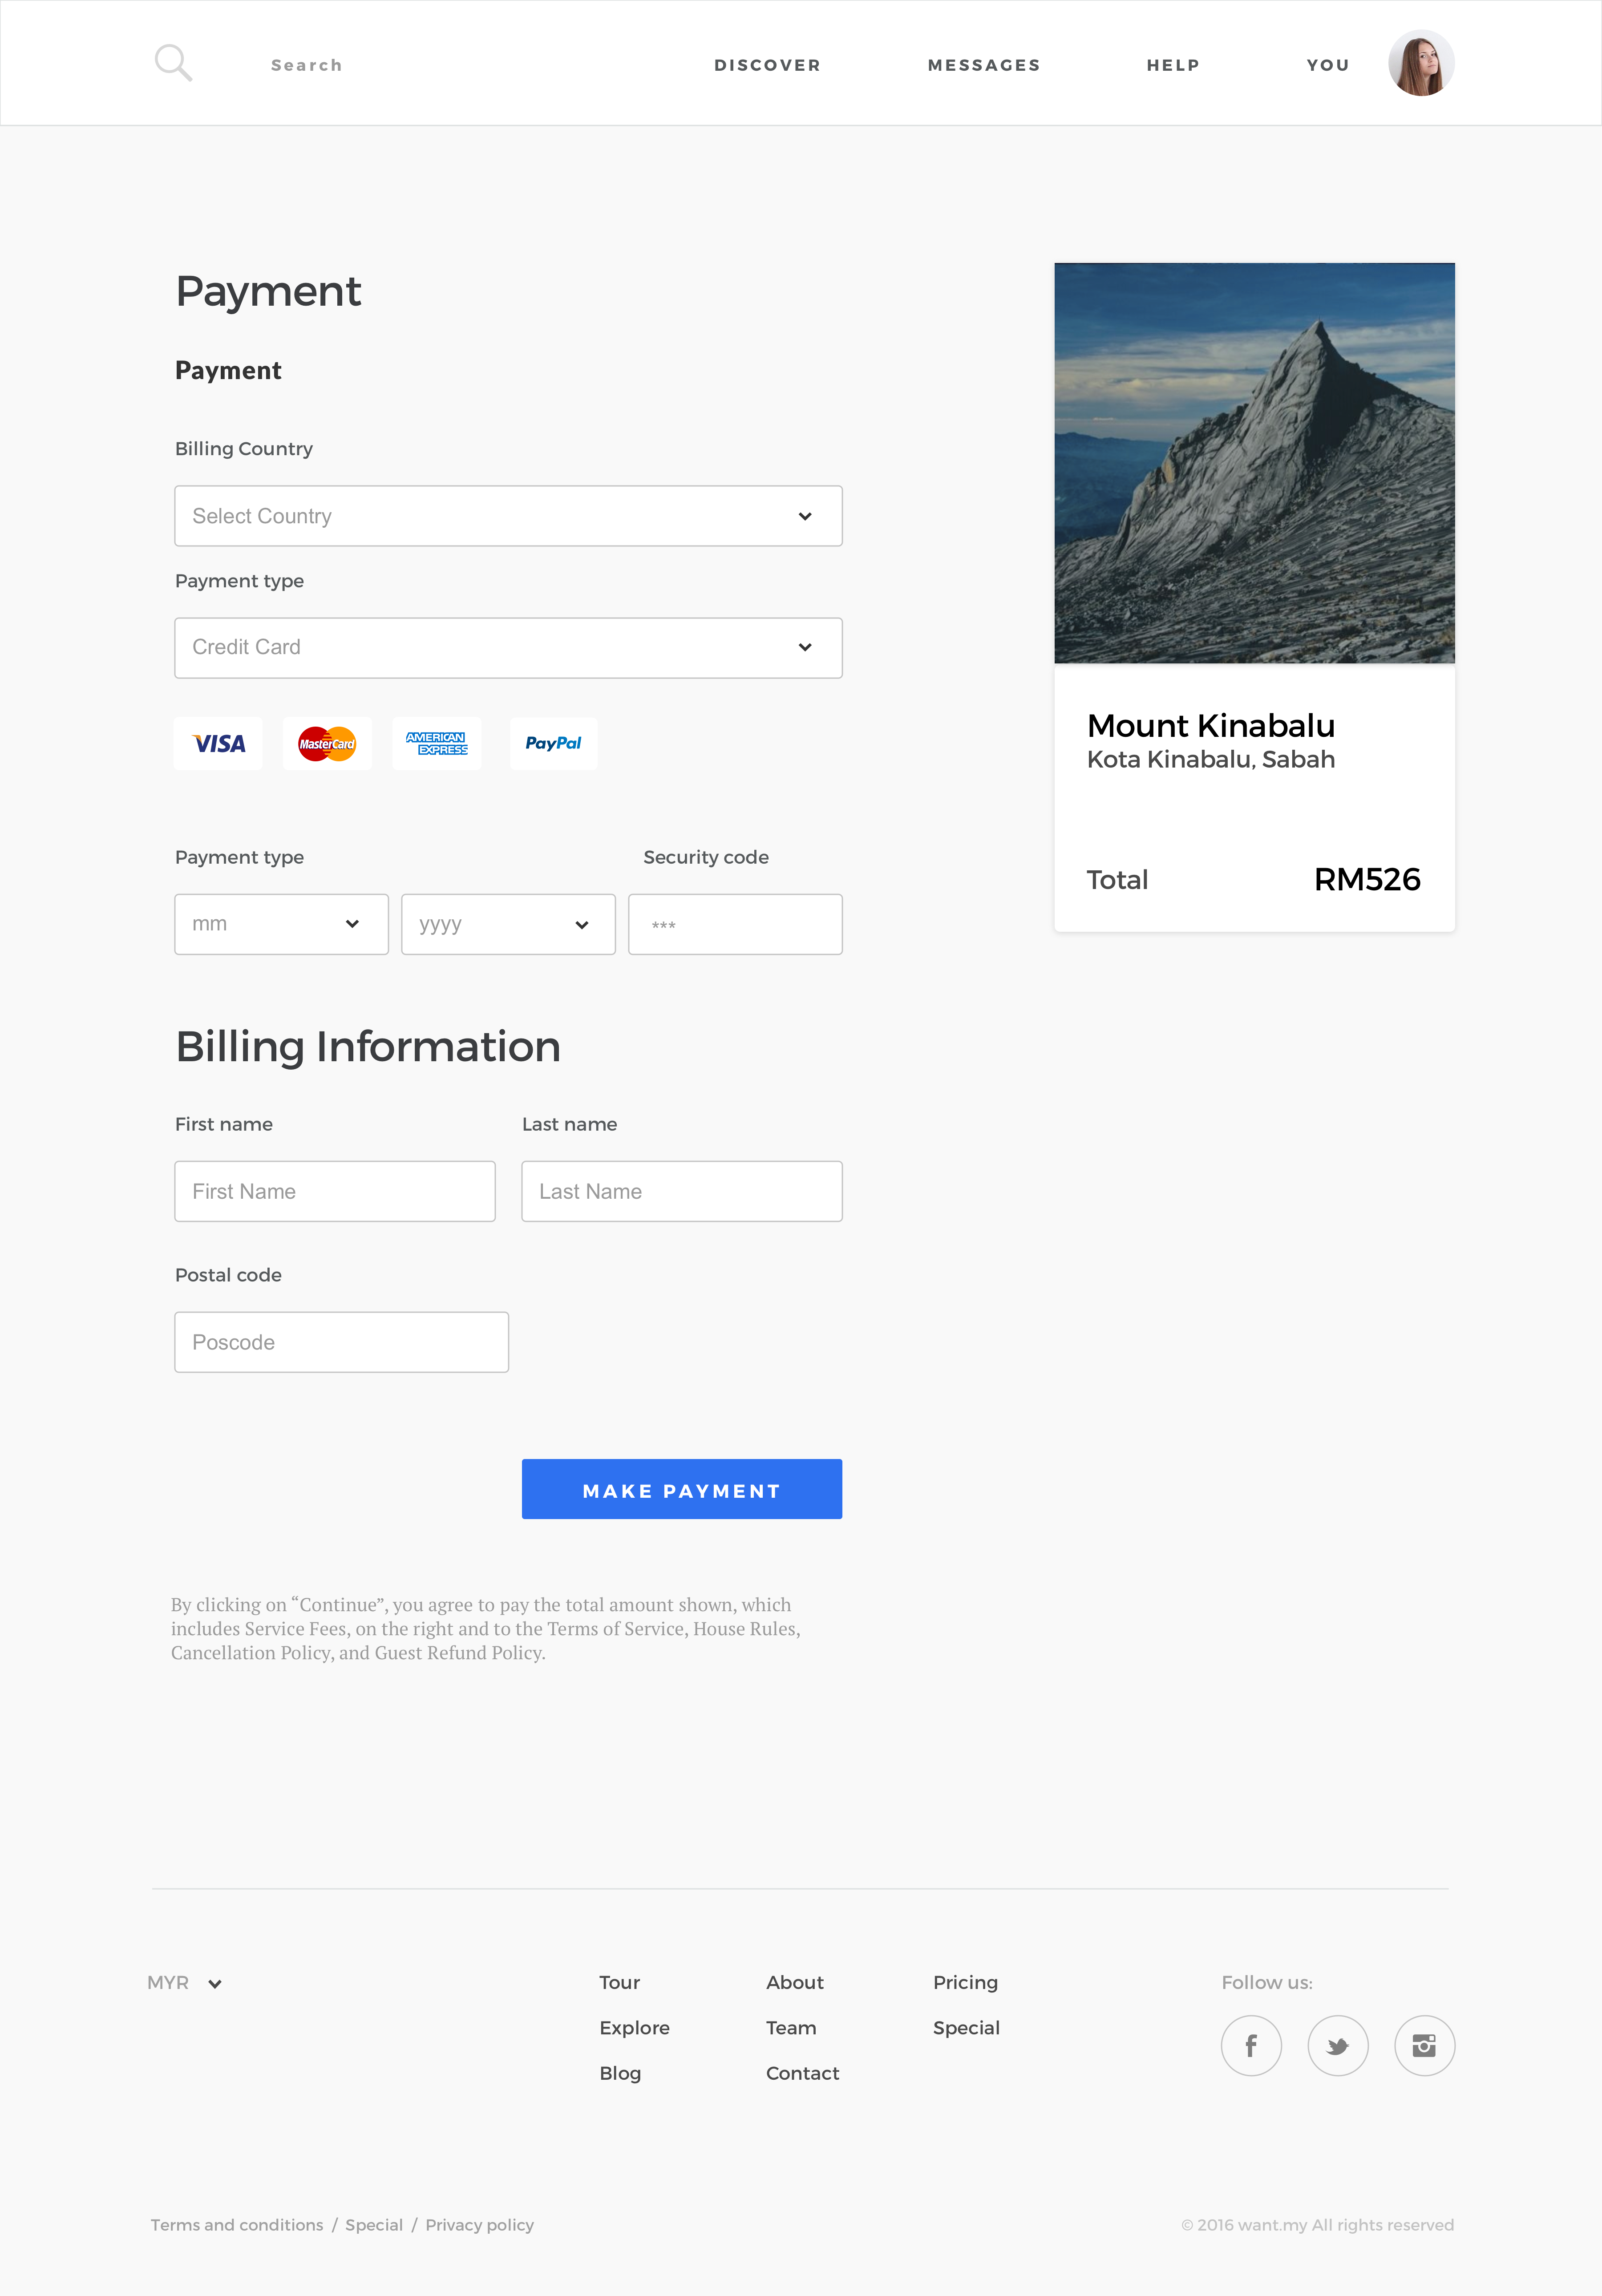 Search
DISCOVER
MESSAGES
HELP
YOU
Payment
Payment
Billing Country
Select Country
Payment type
Credit Card
VISA
MasterCard
AMERICAN
EXPRESS
PayPal
Payment type
Security code
mm
yyyy
***
Mount Kinabalu
Kota Kinabalu, Sabah
Total
RM526
Billing Information
First name
Last name
First Name
Last Name
Postal code
Poscode
MAKE PAYMENT
By clicking on “Continue”, you agree to pay the total amount shown, which
includes Service Fees, on the right and to the Terms of Service, House Rules,
Cancellation Policy, and Guest Refund Policy.
MYR
Tour
Explore
Blog
About
Team
Contact
Pricing
Special
Follow us:
Terms and conditions / Special / Privacy policy
© 2016 want.my All rights reserved